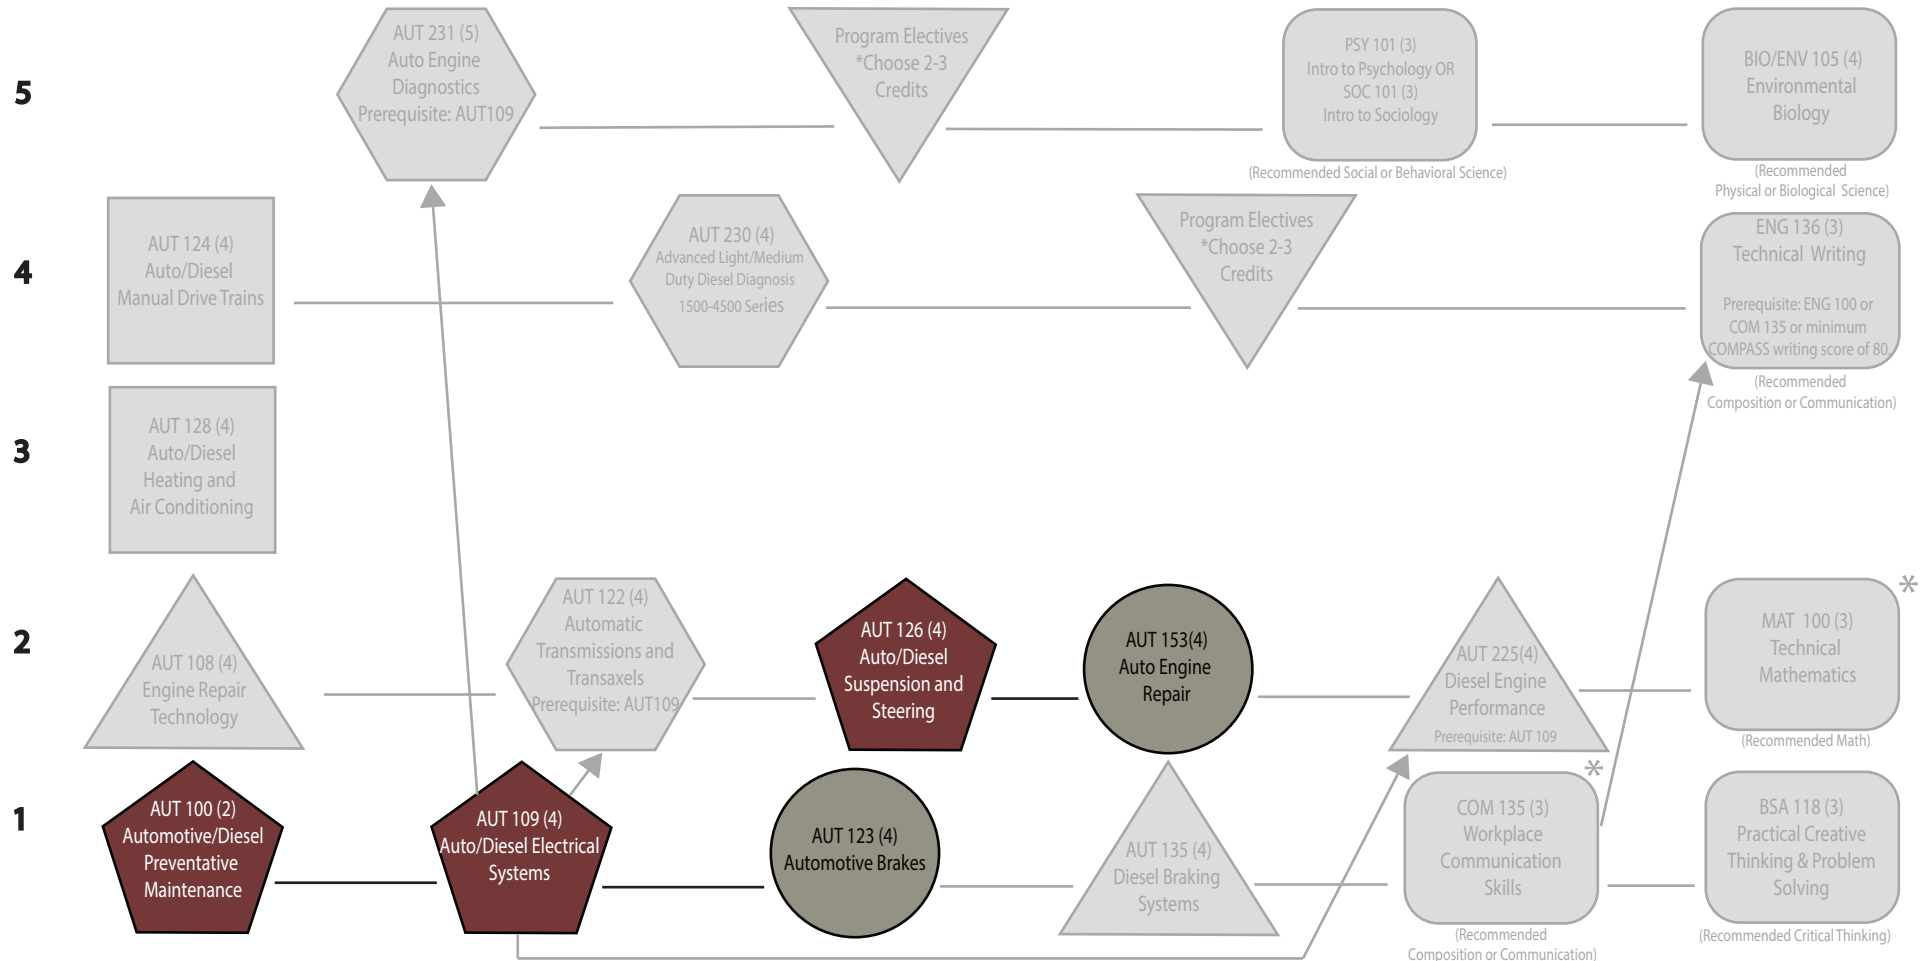 5
AUT 231 (5)
Auto Engine
Diagnostics
Prerequisite: AUT109
Program Electives
*Choose 2-3
Credits
PSY 101 (3)
Intro to Psychology OR
SOC 101 (3)
Intro to Sociology
(Recommended Social or Behavioral Science)
BIO/ENV 105 (4)
Environmental
Biology
(Recommended
Physical or Biological Science)
4
AUT 124 (4)
Auto/Diesel
Manual Drive Trains
AUT 230 (4)
Advanced Light/Medium
Duty Diesel Diagnosis
1500-4500 Series
Program Electives
*Choose 2-3
Credits
ENG 136 (3)
Technical Writing
Prerequisite: ENG 100 or
COM 135 or minimum
COMPASS writing score of 80.
(Recommended
Composition or Communication)
3
AUT 128 (4)
Auto/Diesel
Heating and
Air Conditioning
2
AUT 108 (4)
Engine Repair
Technology
AUT 122 (4)
Automatic
Transmissions and
Transaxels
Prerequisite: AUT109
AUT 126 (4)
Auto/Diesel
Suspension and
Steering
AUT 153(4)
Auto Engine
Repair
AUT 225(4)
Diesel Engine
Performance
Prerequisite: AUT 109
*
MAT 100 (3)
Technical
Mathematics
(Recommended Math)
1
AUT 100 (2)
Automotive/Diesel
Preventative
Maintenance
AUT 109 (4)
Auto/Diesel Electrical
Systems
AUT 123 (4)
Automotive Brakes
AUT 135 (4)
Diesel Braking
Systems
*
COM 135 (3)
Workplace
Communication
Skills
(Recommended
Composition or Communication)
BSA 118 (3)
Practical Creative
Thinking & Problem
Solving
(Recommended Critical Thinking)